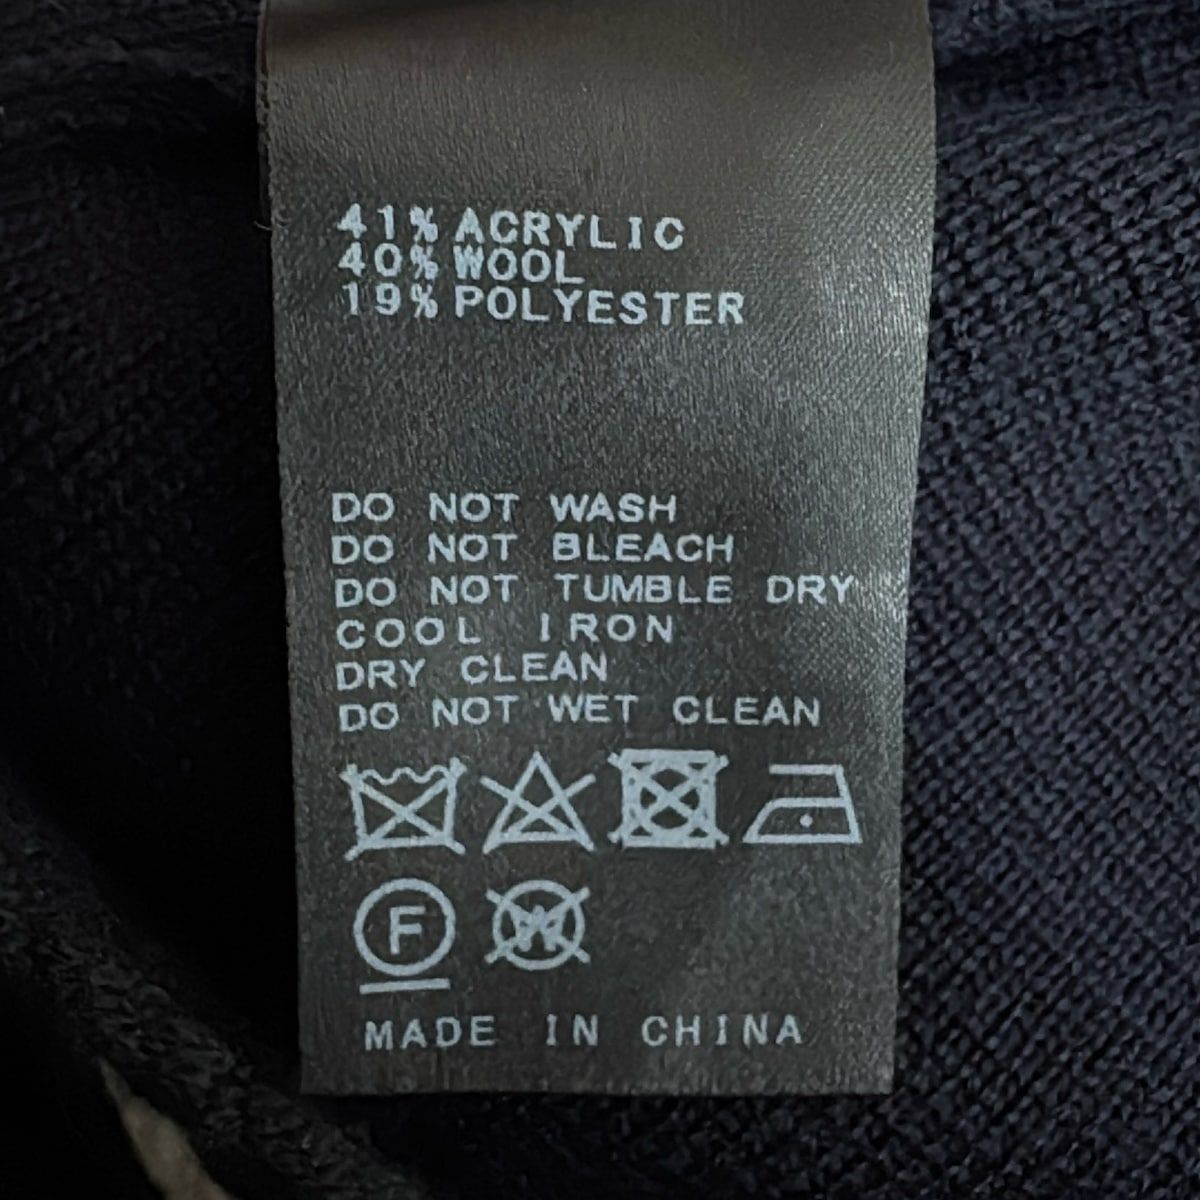 41% ACRYLIC
40% WOOL
19% POLYESTER
DO NOT WASH
DO NOT BLEACH
DO NOT TUMBLE DRY
COOL IRON
DRY CLEAN
DO NOT WET CLEAN
F W
MADE IN CHINA